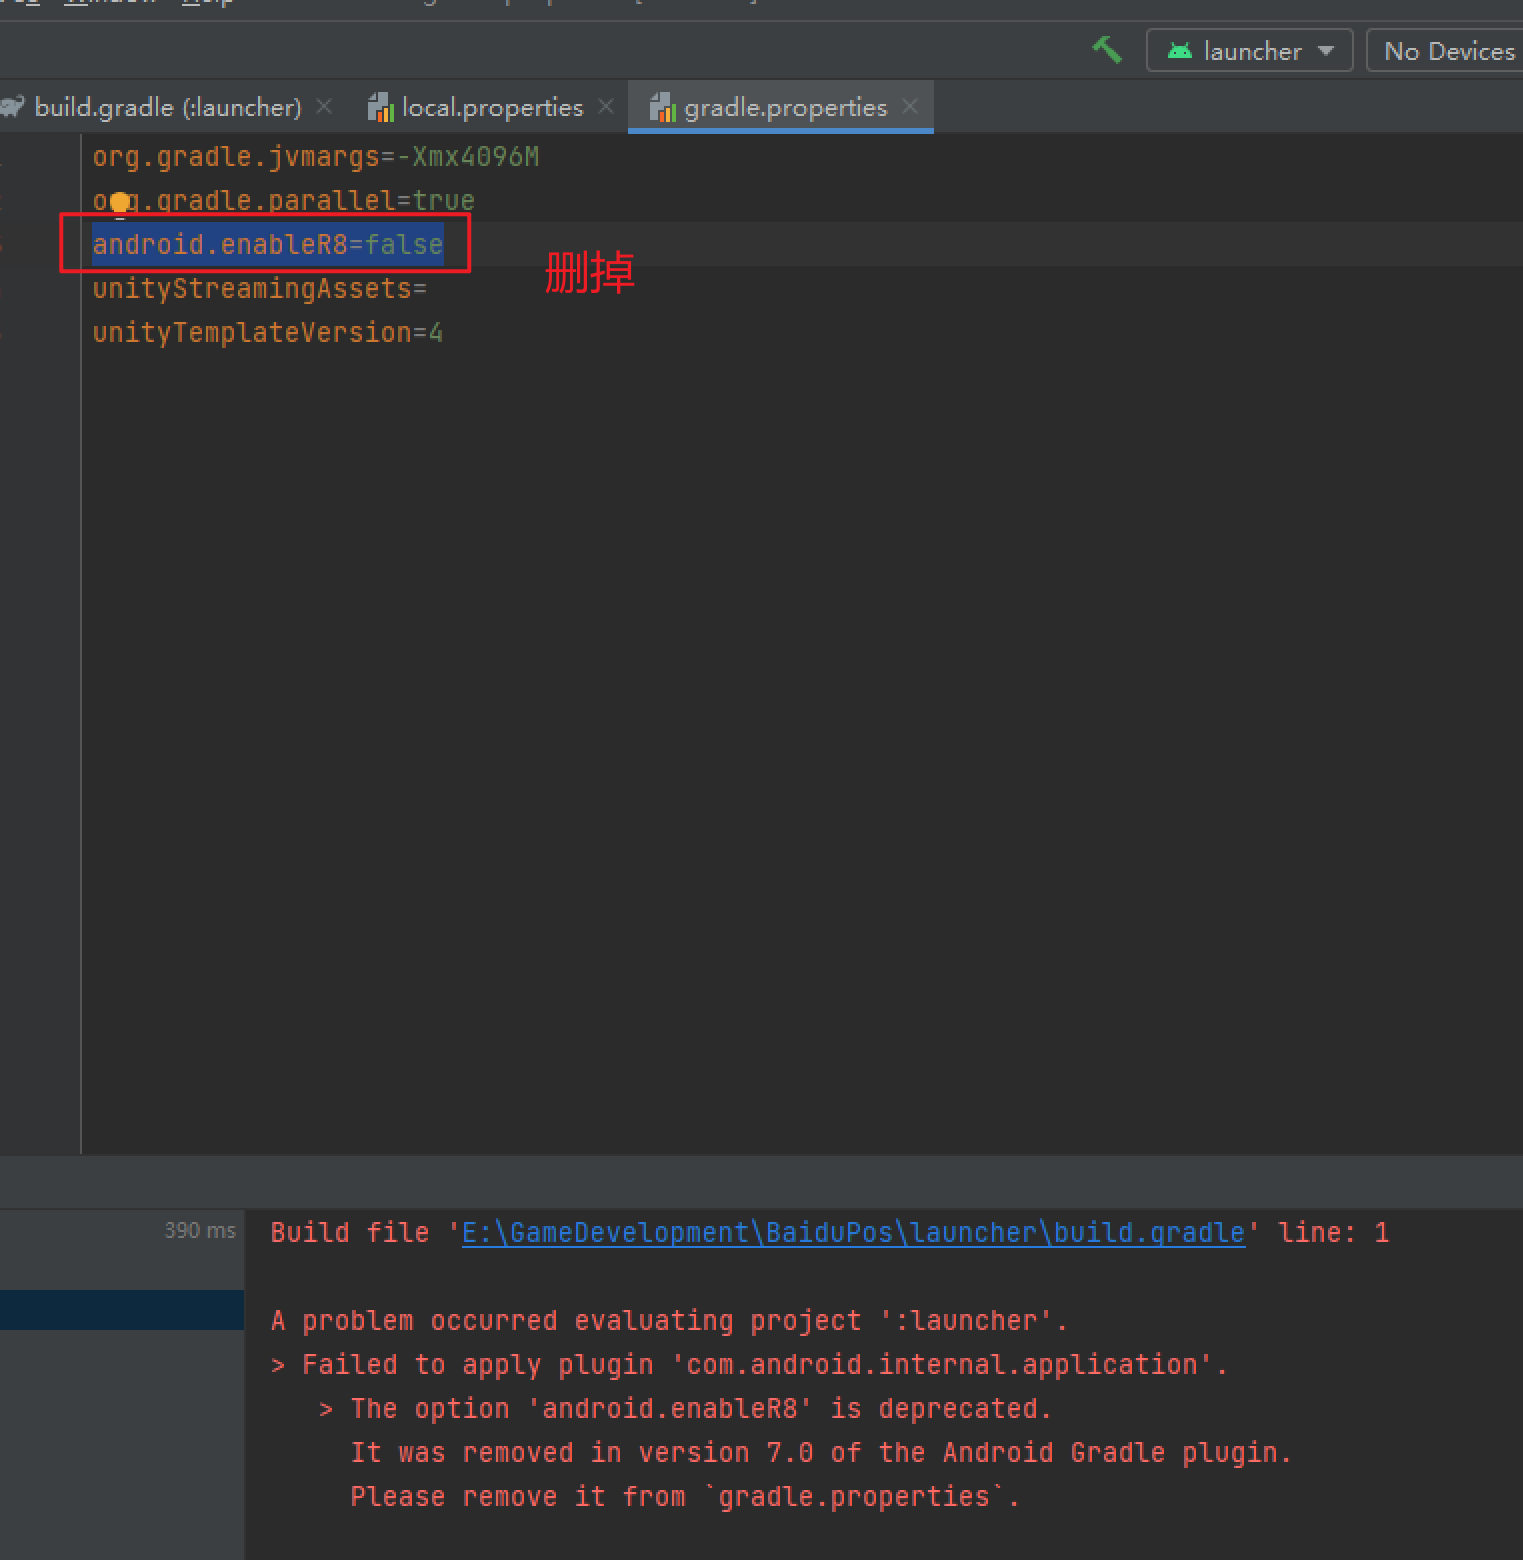 launcher
No Devices
build.gradle (:launcher)
local.properties
gradle.properties
org.gradle.jvmargs=-Xmx4096M
org.gradle.parallel=true
android.enableR8=false
删掉
unityStreamingAssets=
unityTemplateVersion=4
390 ms
Build file 'E:\GameDevelopment\BaiduPos\launcher\build.gradle' line: 1
A problem occurred evaluating project ':launcher'.
> Failed to apply plugin 'com.android.internal.application'.
> The option 'android.enableR8' is deprecated.
It was removed in version 7.0 of the Android Gradle plugin.
Please remove it from `gradle.properties`.